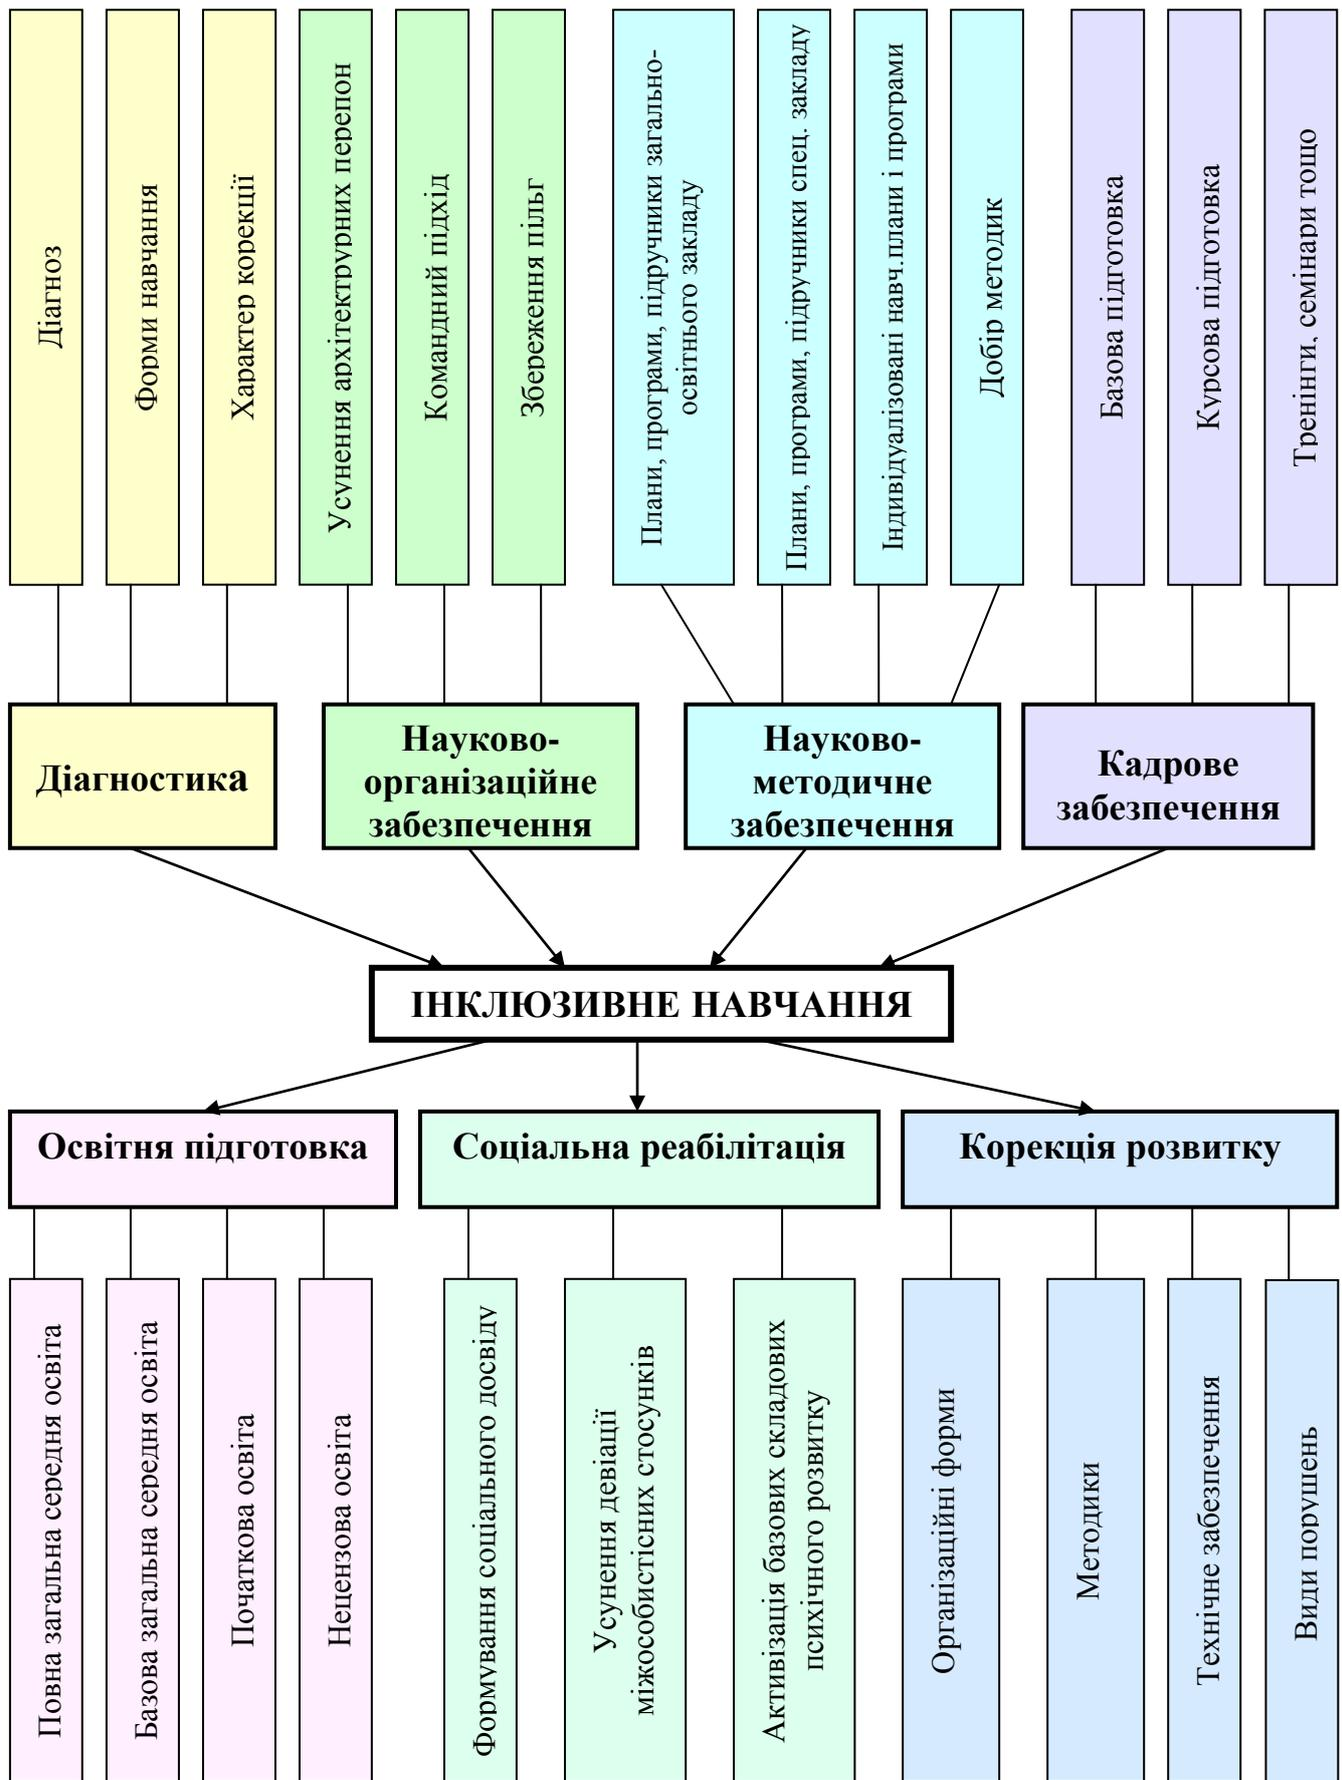 Діагноз
Форми навчання
Характер корекції
Усунення архітектрурних перепон
Командний підхід
Збереження пільг
Плани, програми, підручники загально-
освітнього закладу
Плани, програми, підручники спец. закладу
Індивідуалізовані навч.плани і програми
Добір методик
Базова підготовка
Курсова підготовка
Тренінги, семінари тощо
Діагностика
Науково-
організаційне
забезпечення
Науково-
методичне
забезпечення
Кадрове
забезпечення
ІНКЛЮЗИВНЕ НАВЧАННЯ
Освітня підготовка
Соціальна реабілітація
Корекція розвитку
Повна загальна середня освіта
Базова загальна середня освіта
Початкова освіта
Нецензова освіта
Формування соціального досвіду
Усунення девіації
міжособистісних стосунків
Активізація базових складових
психічного розвитку
Організаційні форми
Методики
Технічне забезпечення
Види порушень